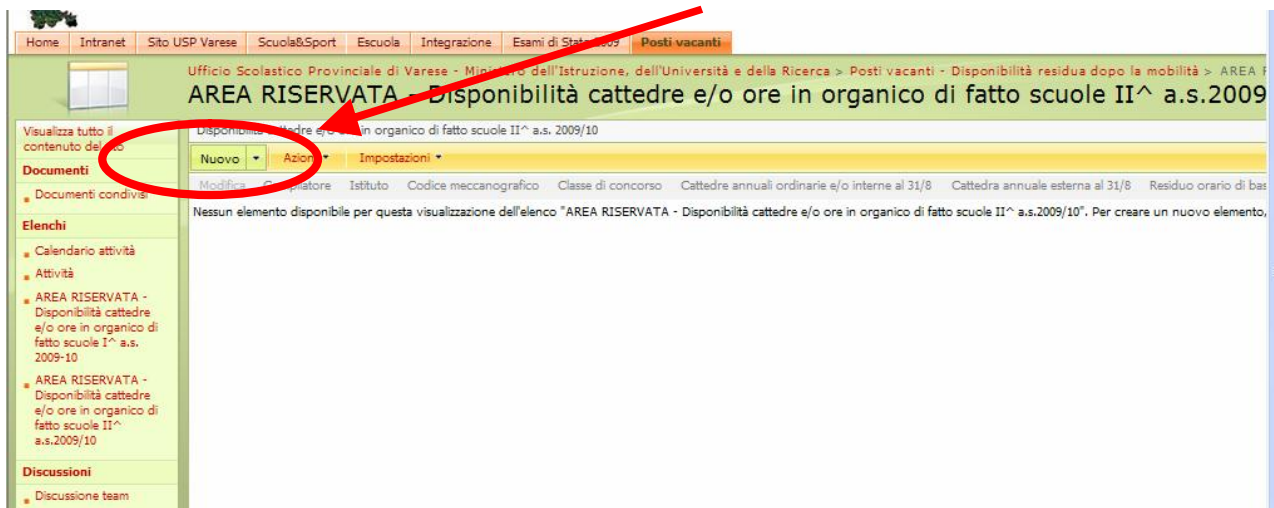 Home Intranet Sito USP Varese Scuola&Sport Escuola Integrazione Esami di Stato 2009 Posti vacanti
Ufficio Scolastico Provinciale di Varese - Ministero dell'Istruzione, dell'Università e della Ricerca > Posti vacanti - Disponibilità residua dopo la mobilità > AREA
AREA RISERVATA - Disponibilità cattedre e/o ore in organico di fatto scuole II^ a.s.2009
Visualizza tutto il
contenuto del sito
Documenti
Documenti condivisi
Elenchi
Calendario attività
Attività
AREA RISERVATA -
Disponibilità cattedre
e/o ore in organico di
fatto scuole I^ a.s.
2009-10
AREA RISERVATA -
Disponibilità cattedre
e/o ore in organico di
fatto scuole II^
a.s.2009/10
Discussioni
Discussione team
Disponibilità cattedre e/o ore in organico di fatto scuole II^ a.s. 2009/10
Nuovo Azioni Impostazioni
Modifica Compilatore Istituto Codice meccanografico Classe di concorso Cattedre annuali ordinarie e/o interne al 31/8 Cattedra annuale esterna al 31/8 Residuo orario di bas
Nessun elemento disponibile per questa visualizzazione dell'elenco "AREA RISERVATA - Disponibilità cattedre e/o ore in organico di fatto scuole II^ a.s.2009/10". Per creare un nuovo elemento,